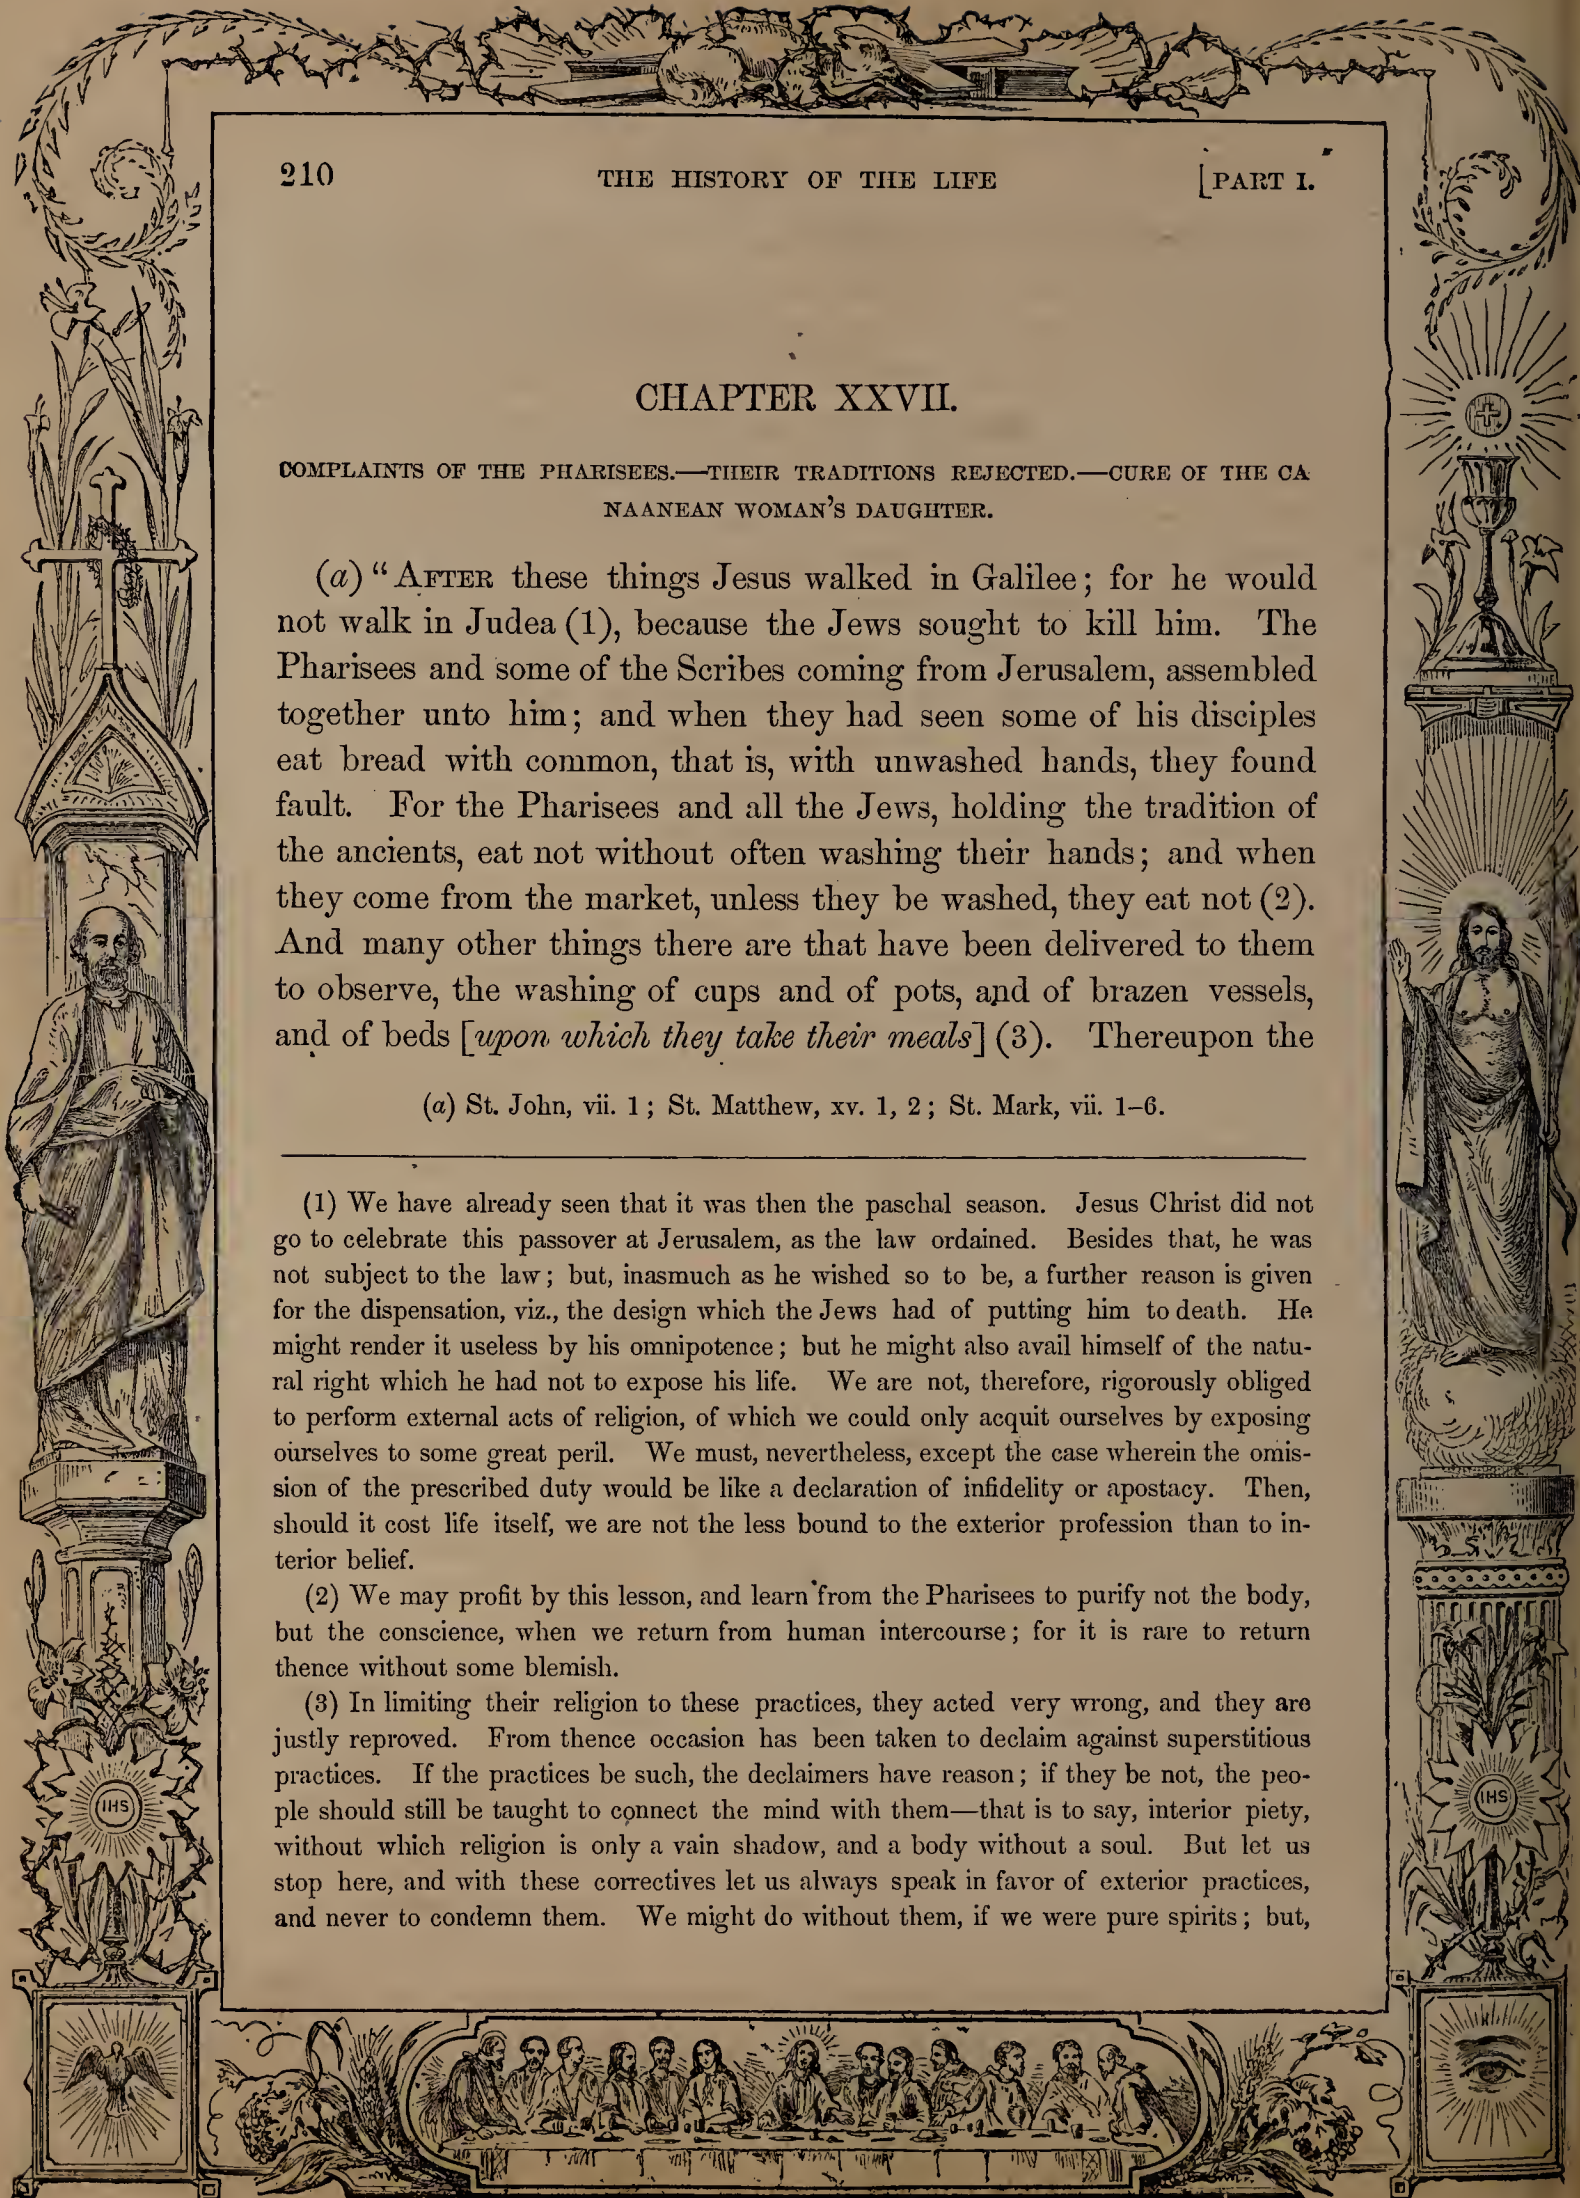 210 THE HISTORY OF THE LIFE [PART I.
CHAPTER XXVII.
COMPLAINTS OF THE PHARISEES.—THEIR TRADITIONS REJECTED.—CURE OF THE CA
NAANEAN WOMAN'S DAUGHTER.
(a) "AFTER these things Jesus walked in Galilee; for he would
not walk in Judea (1), because the Jews sought to kill him. The
Pharisees and some of the Scribes coming from Jerusalem, assembled
together unto him; and when they had seen some of his disciples
eat bread with common, that is, with unwashed hands, they found
fault. For the Pharisees and all the Jews, holding the tradition of
the ancients, eat not without often washing their hands; and when
they come from the market, unless they be washed, they eat not (2).
And many other things there are that have been delivered to them
to observe, the washing of cups and of pots, and of brazen vessels,
and of beds [upon which they take their meals] (3). Thereupon the
(a) St. John, vii. 1; St. Matthew, xv. 1, 2; St. Mark, vii. 1-6.
(1) We have already seen that it was then the paschal season. Jesus Christ did not
go to celebrate this passover at Jerusalem, as the law ordained. Besides that, he was
not subject to the law; but, inasmuch as he wished so to be, a further reason is given
for the dispensation, viz., the design which the Jews had of putting him to death. He
might render it useless by his omnipotence; but he might also avail himself of the natu-
ral right which he had not to expose his life. We are not, therefore, rigorously obliged
to perform external acts of religion, of which we could only acquit ourselves by exposing
ourselves to some great peril. We must, nevertheless, except the case wherein the omis-
sion of the prescribed duty would be like a declaration of infidelity or apostacy. Then,
should it cost life itself, we are not the less bound to the exterior profession than to in-
terior belief.
(2) We may profit by this lesson, and learn from the Pharisees to purify not the body,
but the conscience, when we return from human intercourse; for it is rare to return
thence without some blemish.
(3) In limiting their religion to these practices, they acted very wrong, and they are
justly reproved. From thence occasion has been taken to declaim against superstitious
practices. If the practices be such, the declaimers have reason; if they be not, the peo-
ple should still be taught to connect the mind with them—that is to say, interior piety,
without which religion is only a vain shadow, and a body without a soul. But let us
stop here, and with these correctives let us always speak in favor of exterior practices,
and never to condemn them. We might do without them, if we were pure spirits; but,
IHS
IHS